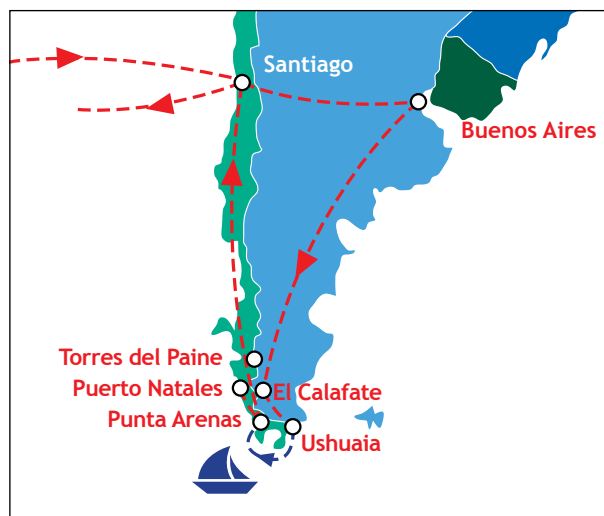 Santiago
Buenos Aires
Torres del Paine
Puerto Natales
El Calafate
Punta Arenas
Ushuaia